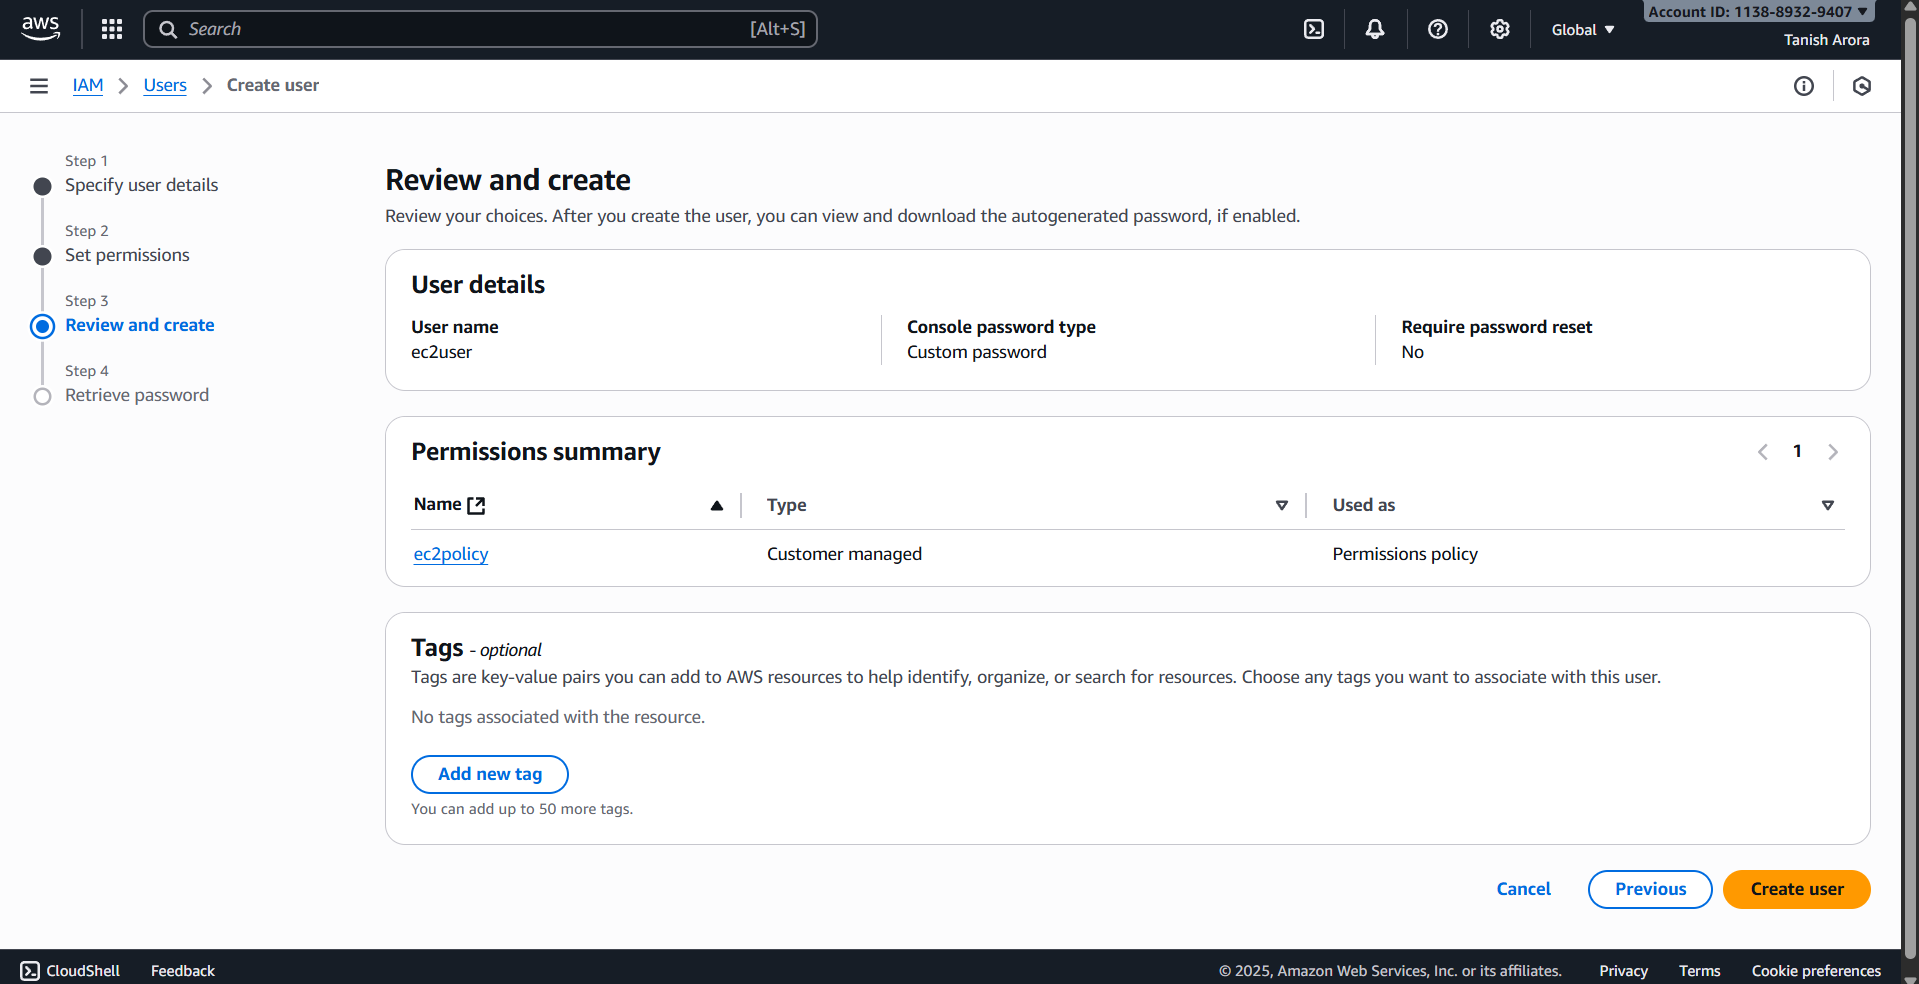 aws
Search [Alt+S]
Global
Account ID: 1138-8932-9407
Tanish Arora
IAM Users Create user
Step 1
Specify user details
Step 2
Set permissions
Step 3
Review and create
Step 4
Retrieve password
Review and create
Review your choices. After you create the user, you can view and download the autogenerated password, if enabled.
User details
User name Console password type Require password reset
ec2user Custom password No
Permissions summary 1
Name Type Used as
ec2policy Customer managed Permissions policy
Tags - optional
Tags are key-value pairs you can add to AWS resources to help identify, organize, or search for resources. Choose any tags you want to associate with this user.
No tags associated with the resource.
Add new tag
You can add up to 50 more tags.
Cancel Previous Create user
CloudShell Feedback © 2025, Amazon Web Services, Inc. or its affiliates. Privacy Terms Cookie preferences